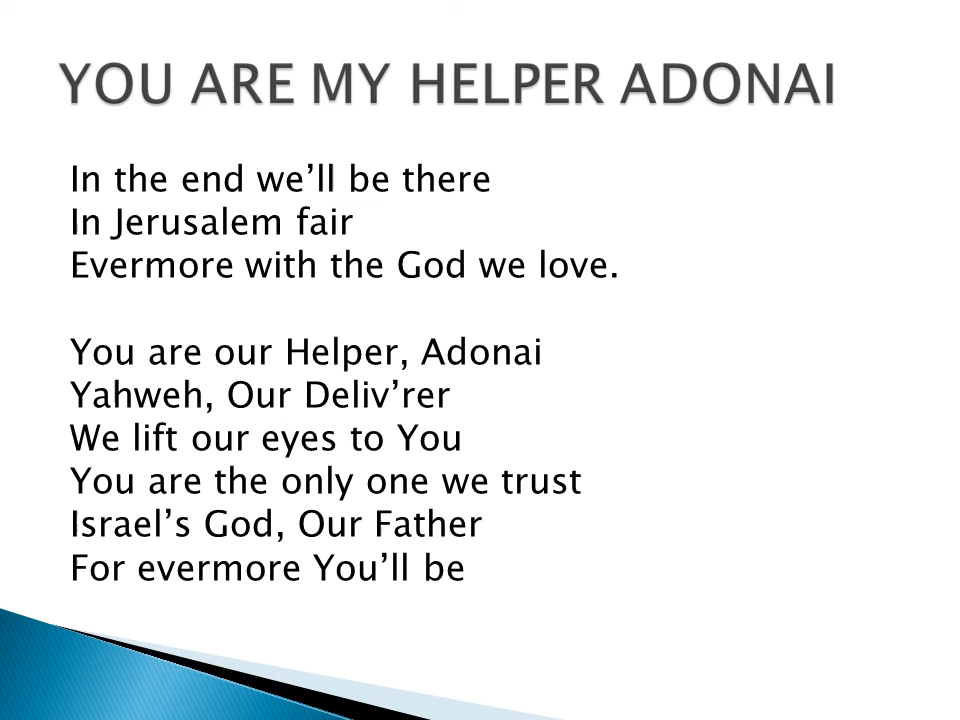 YOU ARE MY HELPER ADONAI
In the end we’ll be there
In Jerusalem fair
Evermore with the God we love.
You are our Helper, Adonai
Yahweh, Our Deliv’rer
We lift our eyes to You
You are the only one we trust
Israel’s God, Our Father
For evermore You’ll be